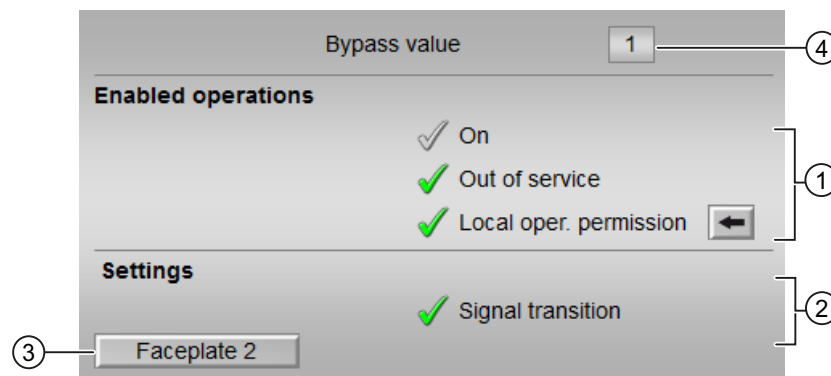 Bypass value 1 4
Enabled operations
On
Out of service
1
Local oper. permission
Settings
Signal transition 2
3 Faceplate 2